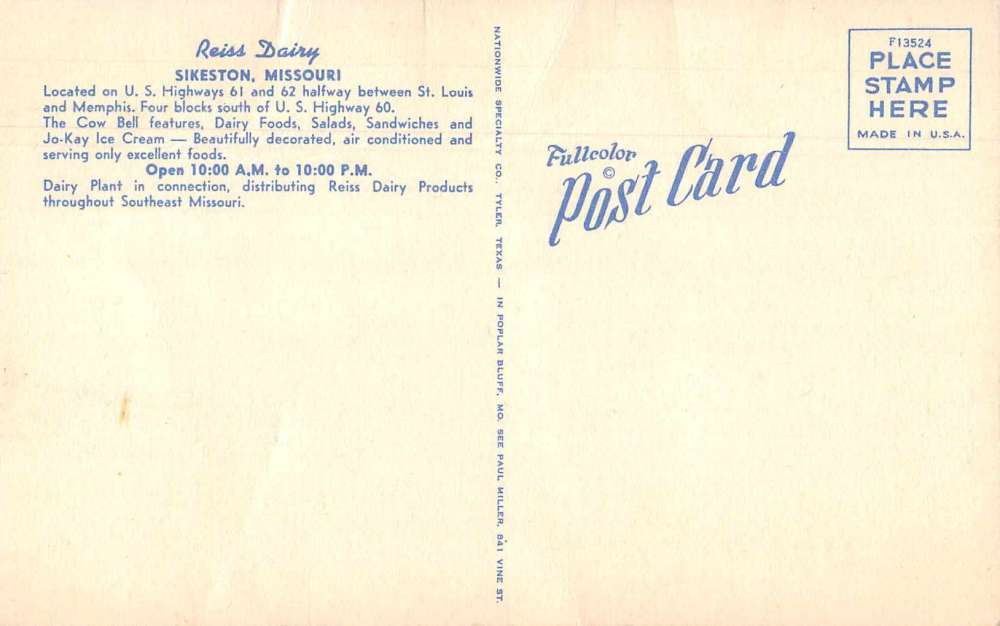 Reiss Dairy
SIKESTON, MISSOURI
Located on U. S. Highways 61 and 62 halfway between St. Louis
and Memphis. Four blocks south of U. S. Highway 60.
The Cow Bell features, Dairy Foods, Salads, Sandwiches and
Jo-Kay Ice Cream — Beautifully decorated, air conditioned and
serving only excellent foods.
Open 10:00 A.M. to 10:00 P.M.
Dairy Plant in connection, distributing Reiss Dairy Products
throughout Southeast Missouri.
NATIONWIDE SPECIALTY CO., TYLER, TEXAS — IN POPLAR BLUFF, MO. SEE PAUL MILLER, 841 VINE ST.
Fullcolor
©
Post Card
F13524
PLACE
STAMP
HERE
MADE IN U.S.A.